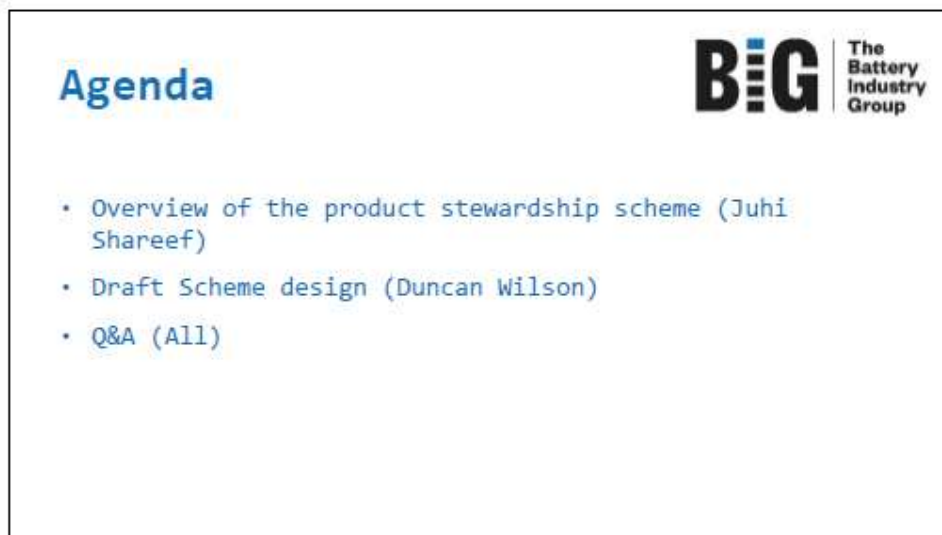 Agenda
BiG
The
Battery
Industry
Group
• Overview of the product stewardship scheme (Juhi
Shareef)
• Draft Scheme design (Duncan Wilson)
• Q&A (All)